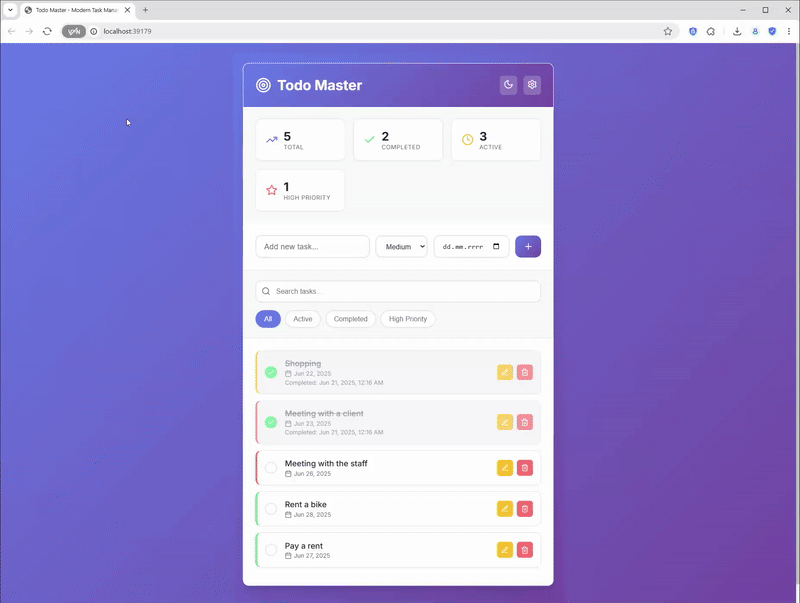 Todo Master - Modern Task Mana
VPN
localhost:39179
Todo Master
5
TOTAL
2
COMPLETED
3
ACTIVE
1
HIGH PRIORITY
Add new task...
Medium
dd.mm.rrrr
Search tasks...
All
Active
Completed
High Priority
Shopping
Jun 22, 2025
Completed: Jun 21, 2025, 12:16 AM
Meeting with a client
Jun 23, 2025
Completed: Jun 21, 2025, 12:16 AM
Meeting with the staff
Jun 26, 2025
Rent a bike
Jun 28, 2025
Pay a rent
Jun 27, 2025